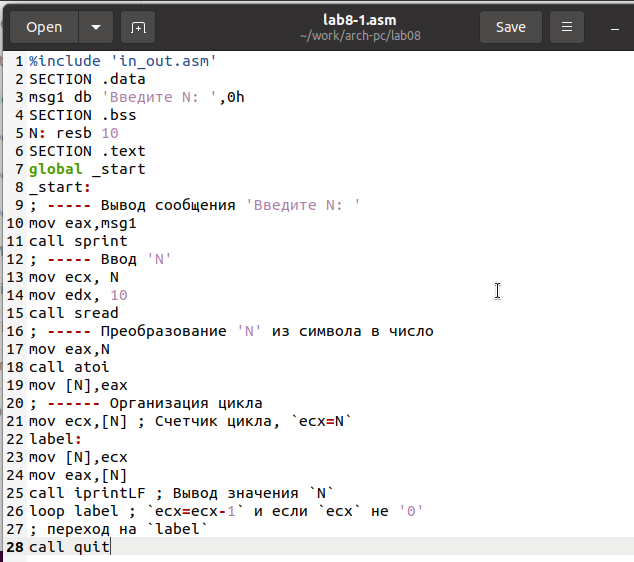 Open
lab8-1.asm
~/work/arch-pc/lab08
Save
1 %include 'in_out.asm'
2 SECTION .data
3 msg1 db 'Введите N: ',0h
4 SECTION .bss
5 N: resb 10
6 SECTION .text
7 global _start
8 _start:
9 ; ----- Вывод сообщения 'Введите N: '
10 mov eax,msg1
11 call sprint
12 ; ----- Ввод 'N'
13 mov ecx, N
14 mov edx, 10
15 call sread
16 ; ----- Преобразование 'N' из символа в число
17 mov eax,N
18 call atoi
19 mov [N],eax
20 ; ------ Организация цикла
21 mov ecx,[N] ; Счетчик цикла, `ecx=N`
22 label:
23 mov [N],ecx
24 mov eax,[N]
25 call iprintLF ; Вывод значения `N`
26 loop label ; `ecx=ecx-1` и если `ecx` не '0'
27 ; переход на `label`
28 call quit